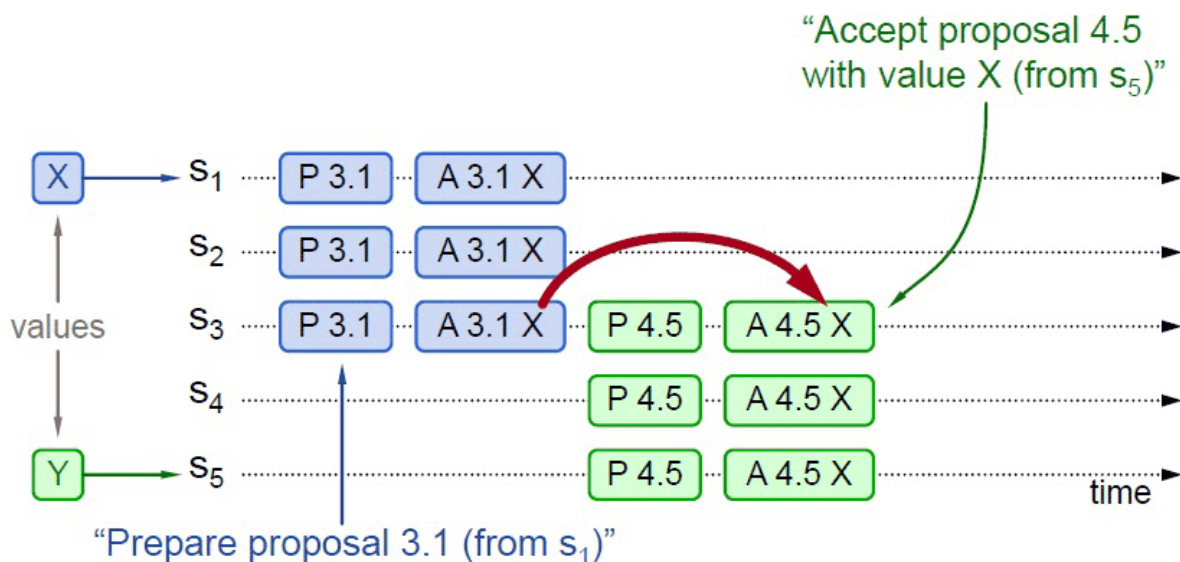 “Accept proposal 4.5
with value X (from s₅)”
X s₁ P 3.1 A 3.1 X
s₂ P 3.1 A 3.1 X
values s₃ P 3.1 A 3.1 X P 4.5 A 4.5 X
s₄ P 4.5 A 4.5 X
Y s₅ P 4.5 A 4.5 X
time
“Prepare proposal 3.1 (from s₁)”